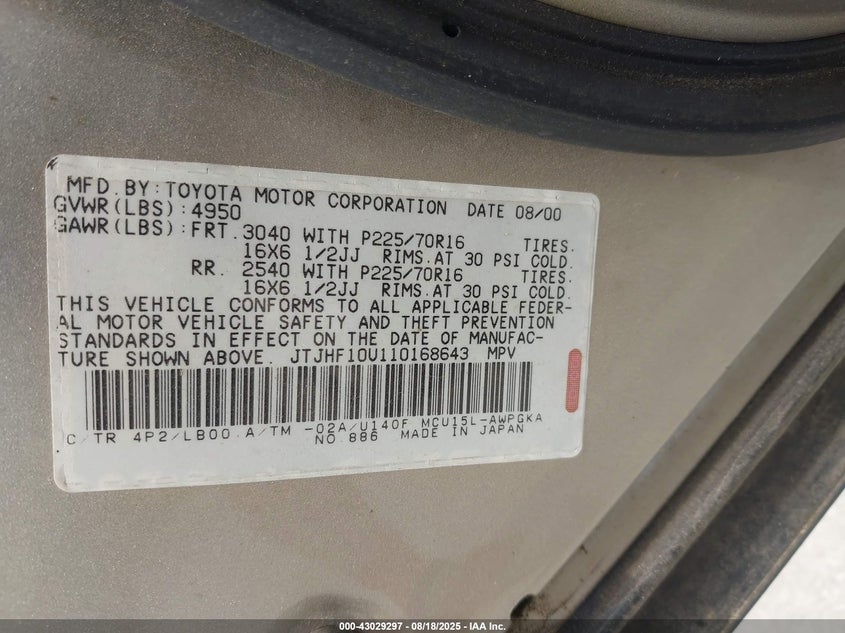 MFD. BY: TOYOTA MOTOR CORPORATION DATE 08/00
GVWR(LBS):4950
GAWR(LBS):FRT.3040 WITH P225/70R16 TIRES.
16X6 1/2JJ RIMS.AT 30 PSI COLD.
RR. 2540 WITH P225/70R16 TIRES.
16X6 1/2JJ RIMS.AT 30 PSI COLD.
THIS VEHICLE CONFORMS TO ALL APPLICABLE FEDER-
AL MOTOR VEHICLE SAFETY AND THEFT PREVENTION
STANDARDS IN EFFECT ON THE DATE OF MANUFAC-
TURE SHOWN ABOVE. JTJHF10U110168643 MPV
C/TR 4P2/LB00 A/TM -02A/U140F MCU15L-AWPGKA
NO.886 MADE IN JAPAN
000-43029297 - 08/18/2025 - IAA Inc.